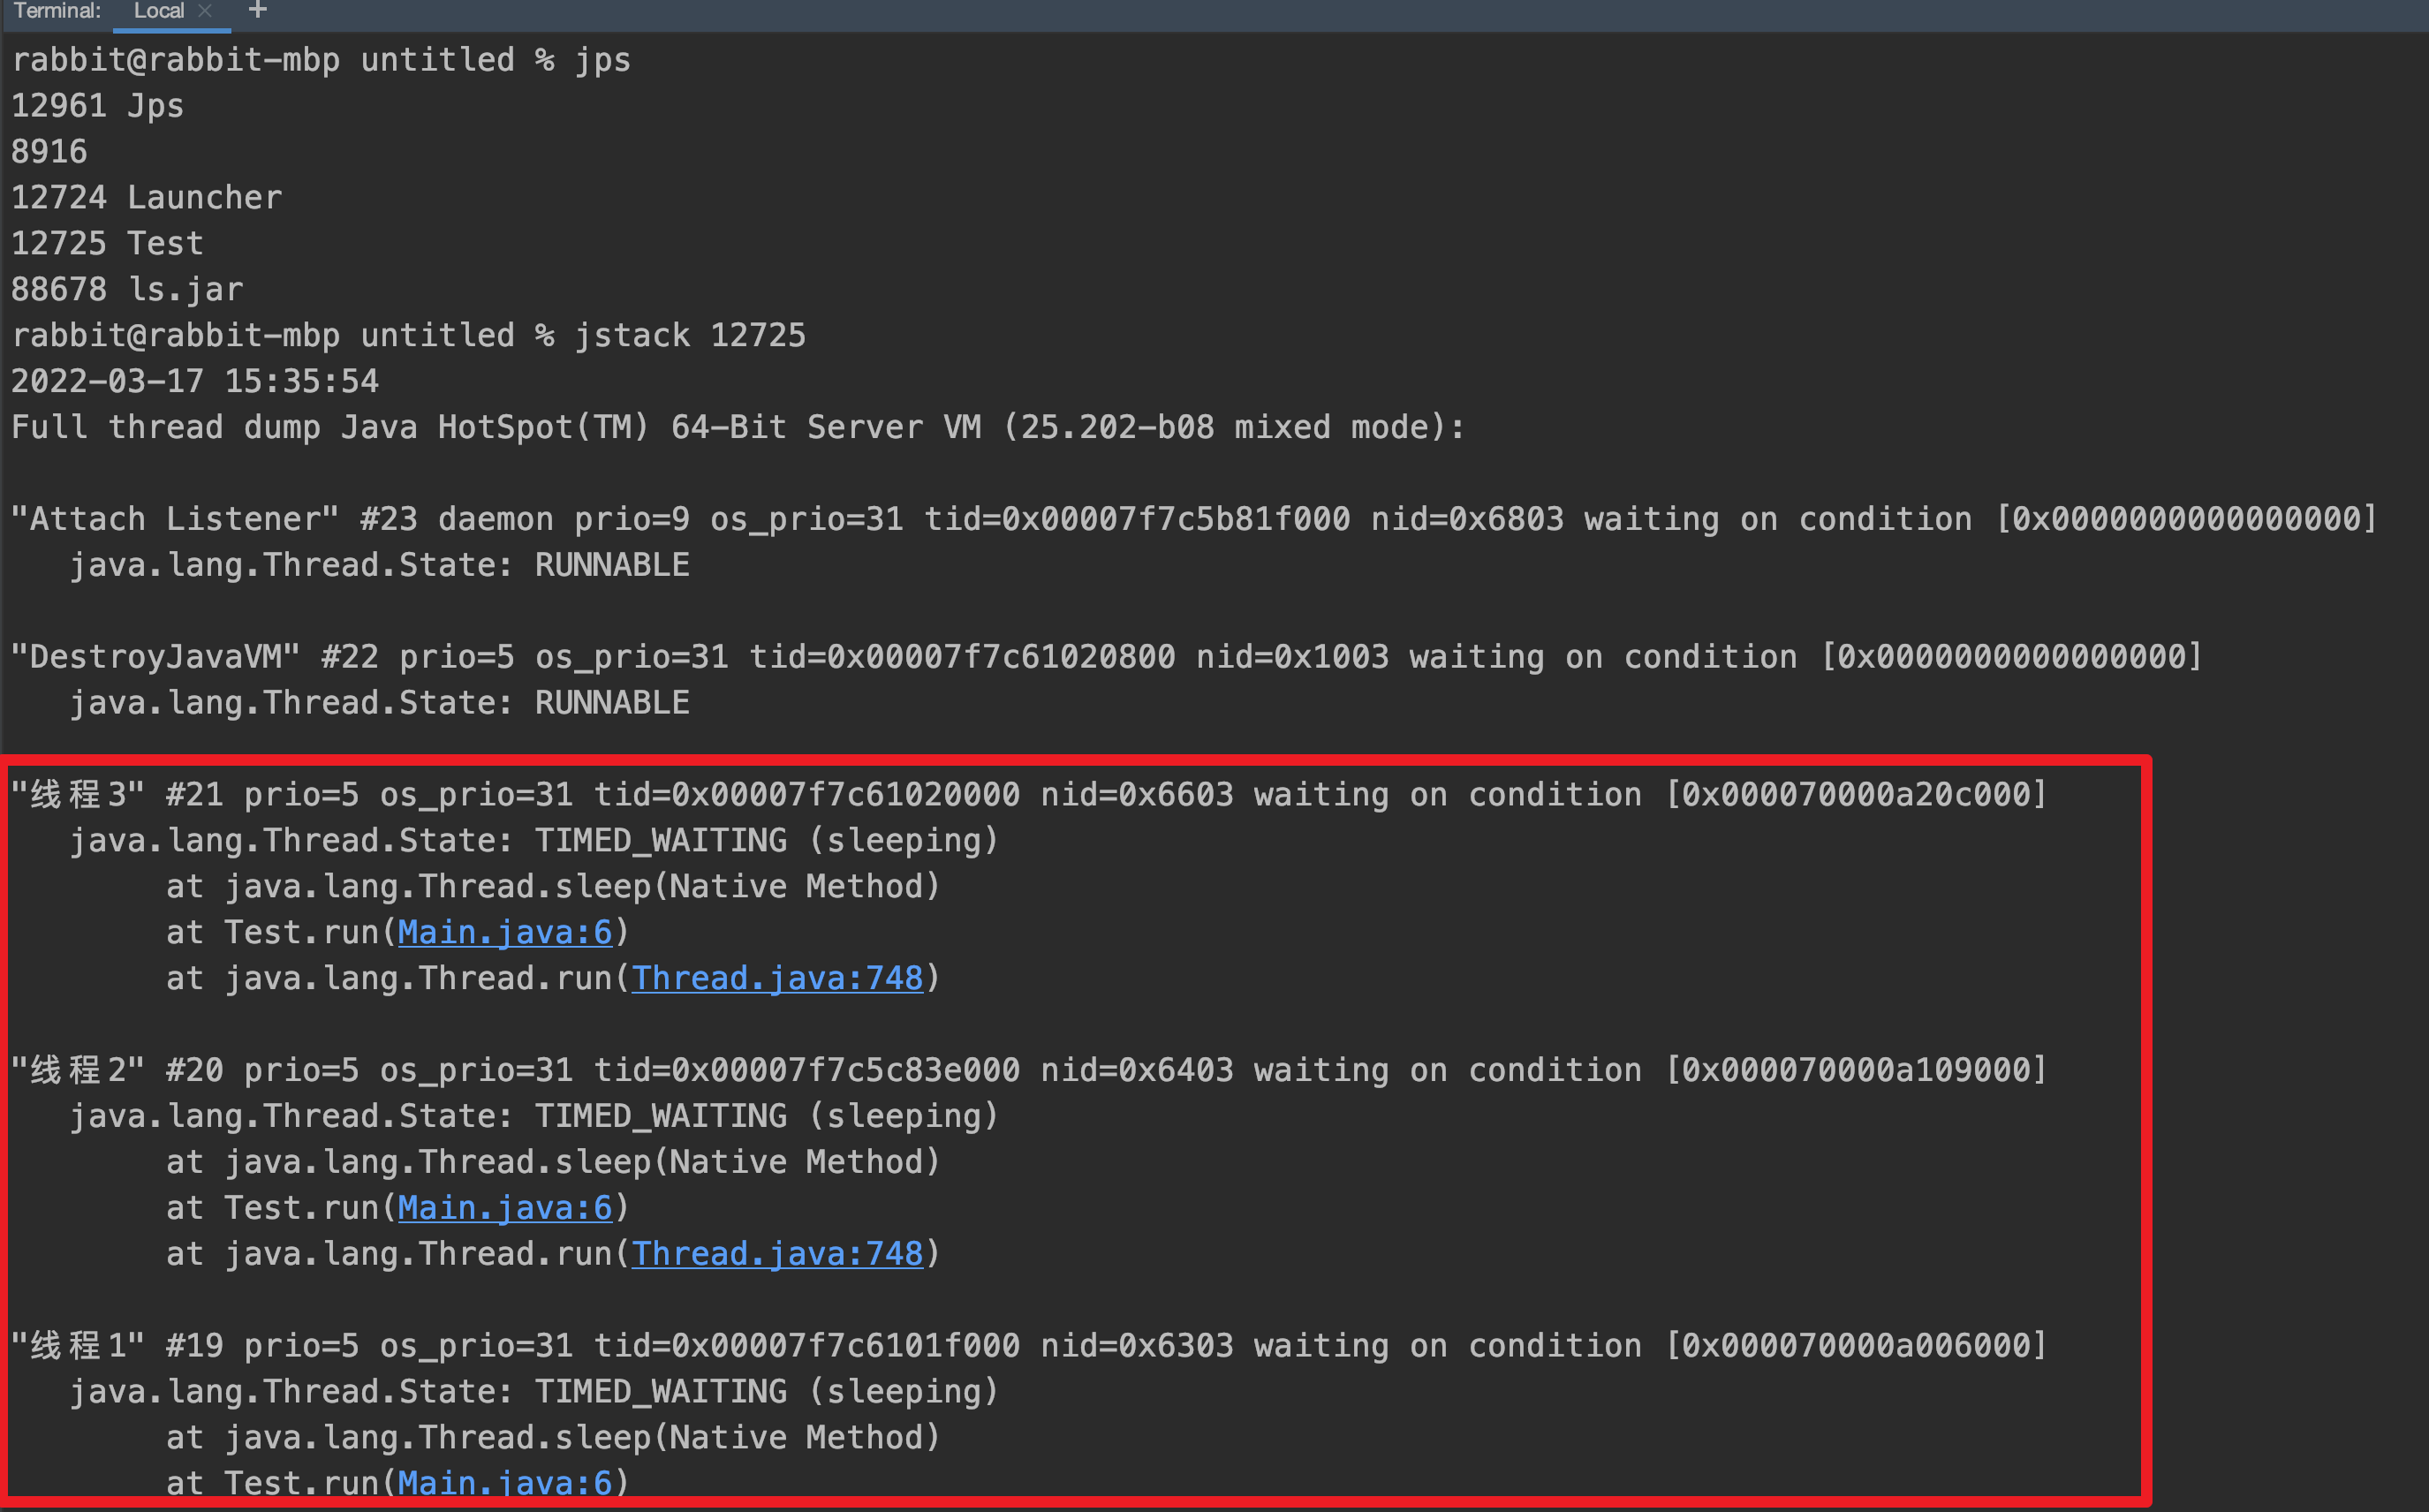 Terminal: Local × +
rabbit@rabbit-mbp untitled % jps
12961 Jps
8916
12724 Launcher
12725 Test
88678 ls.jar
rabbit@rabbit-mbp untitled % jstack 12725
2022-03-17 15:35:54
Full thread dump Java HotSpot(TM) 64-Bit Server VM (25.202-b08 mixed mode):
"Attach Listener" #23 daemon prio=9 os_prio=31 tid=0x00007f7c5b81f000 nid=0x6803 waiting on condition [0x0000000000000000]
java.lang.Thread.State: RUNNABLE
"DestroyJavaVM" #22 prio=5 os_prio=31 tid=0x00007f7c61020800 nid=0x1003 waiting on condition [0x0000000000000000]
java.lang.Thread.State: RUNNABLE
"线程3" #21 prio=5 os_prio=31 tid=0x00007f7c61020000 nid=0x6603 waiting on condition [0x000070000a20c000]
java.lang.Thread.State: TIMED_WAITING (sleeping)
at java.lang.Thread.sleep(Native Method)
at Test.run(Main.java:6)
at java.lang.Thread.run(Thread.java:748)
"线程2" #20 prio=5 os_prio=31 tid=0x00007f7c5c83e000 nid=0x6403 waiting on condition [0x000070000a109000]
java.lang.Thread.State: TIMED_WAITING (sleeping)
at java.lang.Thread.sleep(Native Method)
at Test.run(Main.java:6)
at java.lang.Thread.run(Thread.java:748)
"线程1" #19 prio=5 os_prio=31 tid=0x00007f7c6101f000 nid=0x6303 waiting on condition [0x000070000a006000]
java.lang.Thread.State: TIMED_WAITING (sleeping)
at java.lang.Thread.sleep(Native Method)
at Test.run(Main.java:6)